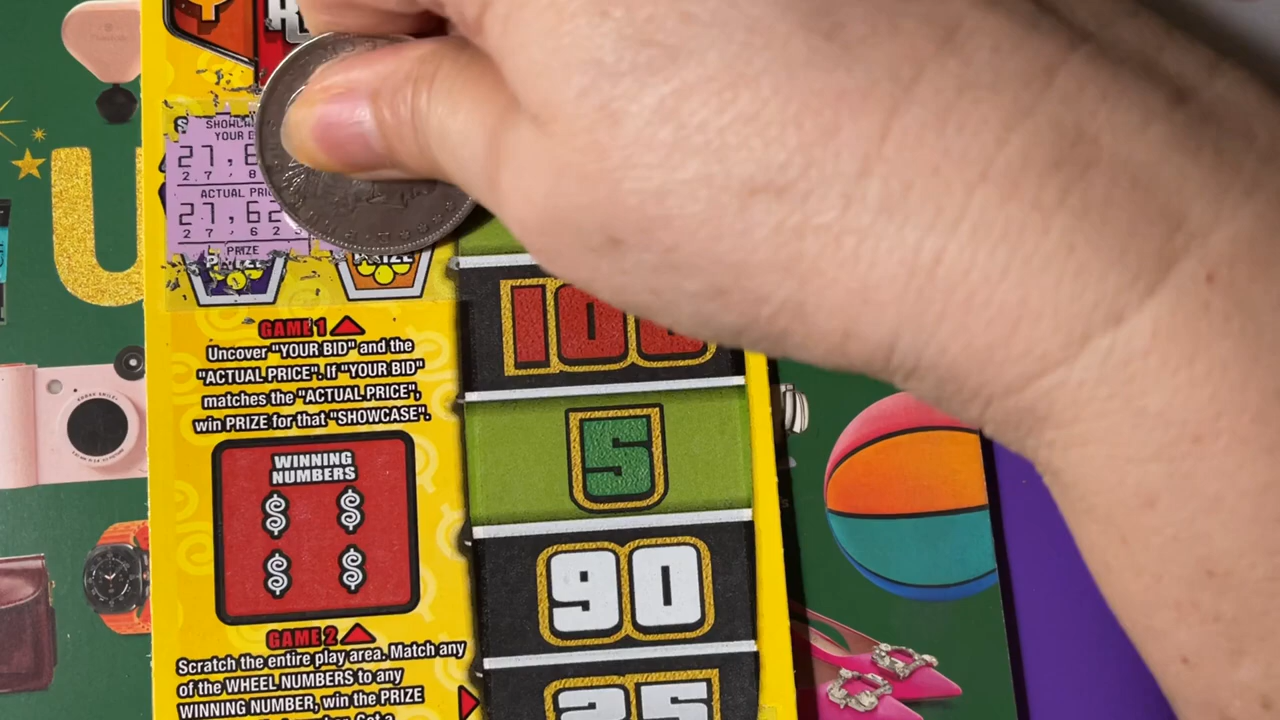 U
YOUR
27,
2 7 , 8
ACTUAL
27,62
2 7 , 6 2
PRIZE
PRIZE
100
GAME 1
Uncover "YOUR BID" and the
"ACTUAL PRICE". If "YOUR BID"
matches the "ACTUAL PRICE",
win PRIZE for that "SHOWCASE".
5
WINNING
NUMBERS
$ $
$ $
90
GAME 2
Scratch the entire play area. Match any
of the WHEEL NUMBERS to any
WINNING NUMBER, win the PRIZE
25